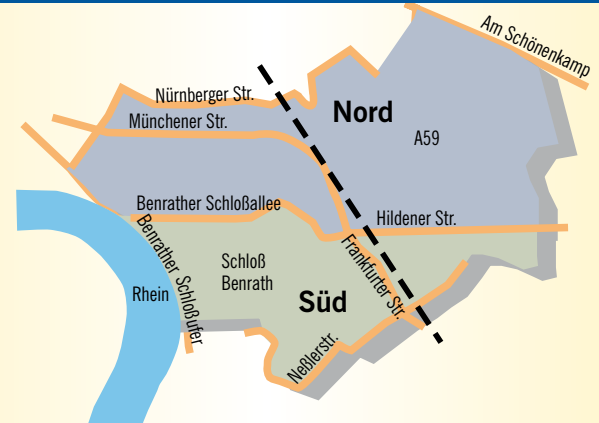 Am Schönenkamp
Nürnberger Str.
Nord
Münchener Str.
A59
Benrather Schloßallee
Hildener Str.
Benrather Schloßufer
Frankfurter Str.
Schloß
Benrath
Rhein
Süd
Neßlerstr.